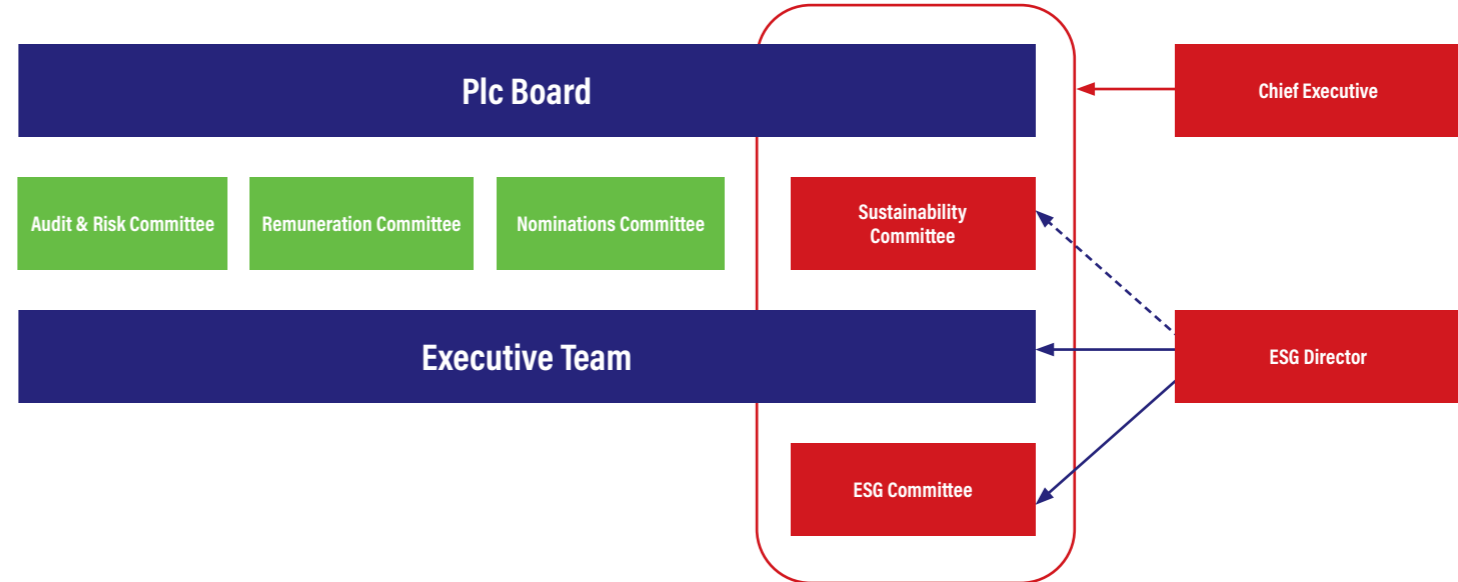 Plc Board
Chief Executive
Audit & Risk Committee
Remuneration Committee
Nominations Committee
Sustainability
Committee
Executive Team
ESG Director
ESG Committee